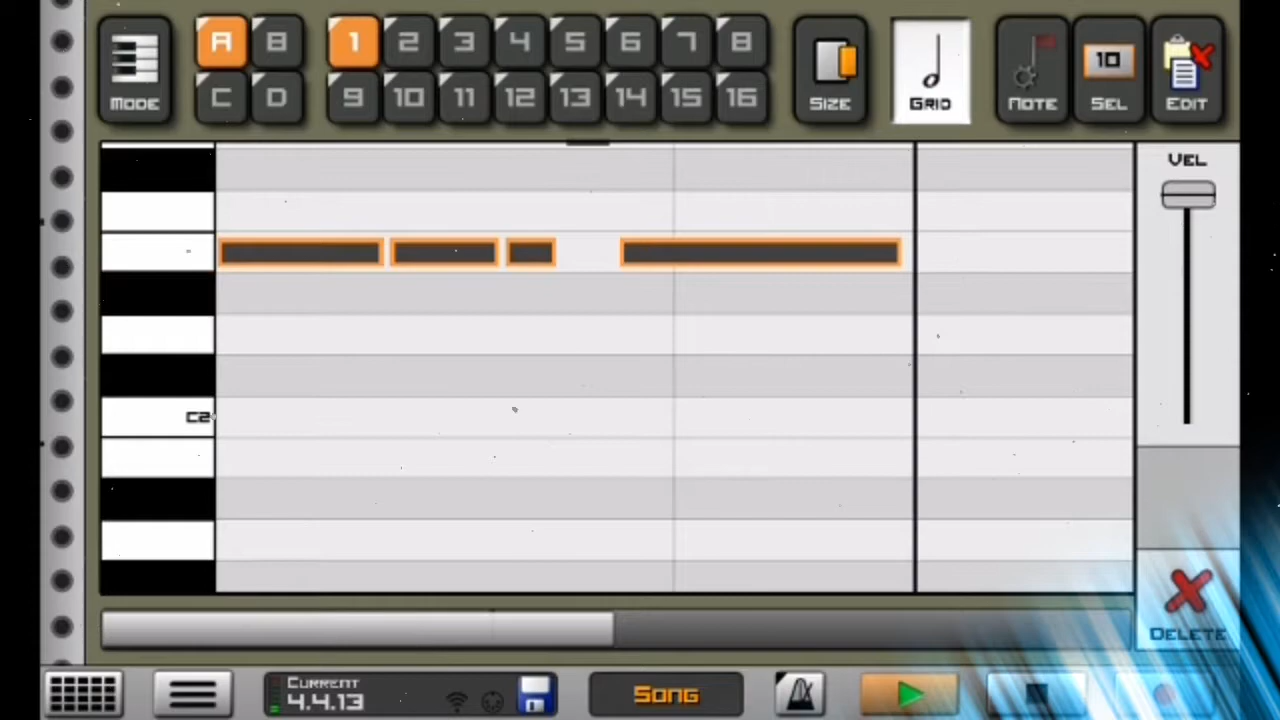 MODE
A B
C D
1 2 3 4 5 6 7 8
9 10 11 12 13 14 15 16
SIZE
GRID
NOTE
10
SEL
EDIT
VEL
C2
DELETE
CURRENT
4.4.13
SONG